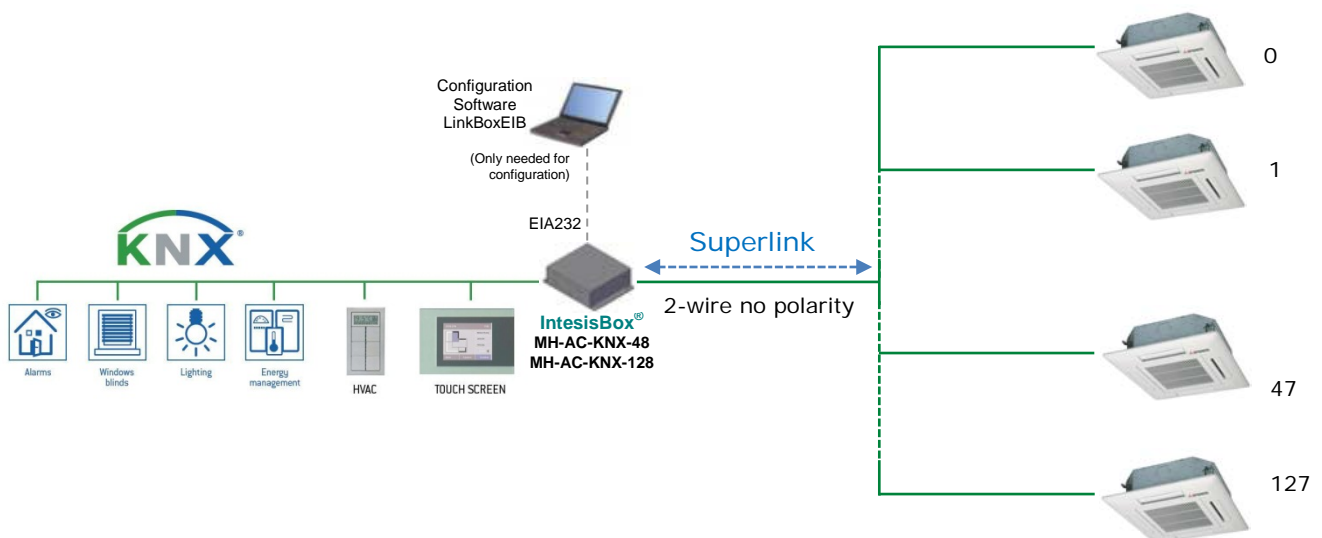 Configuration
Software
LinkBoxEIB
(Only needed for
configuration)
EIA232
KNX®
Superlink
2-wire no polarity
IntesisBox®
MH-AC-KNX-48
MH-AC-KNX-128
Alarms
Windows
blinds
Lighting
Energy
management
HVAC
TOUCH SCREEN
0
1
47
127